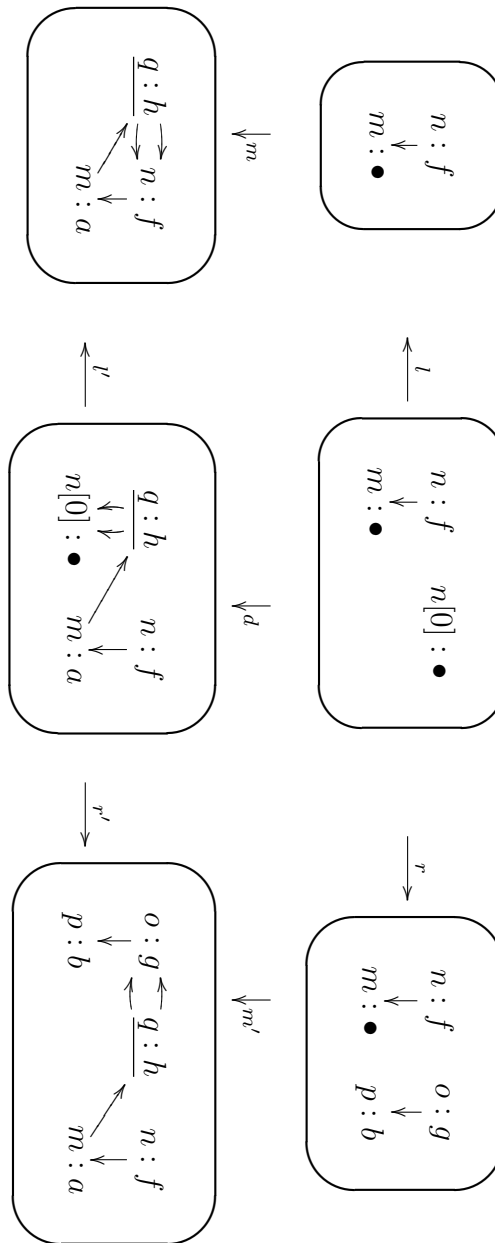 n : f
n : f
n[0] : •
n : f
o : g
l
r
m : •
m : •
m : •
p : b
m
d
m′
q : h
n : f
q : h
n : f
o : g
q : h
n : f
l′
r′
m : a
n[0] : •
m : a
p : b
m : a